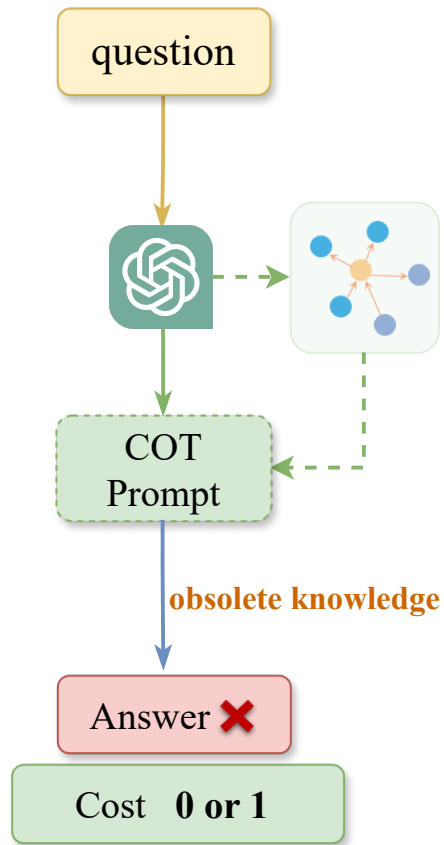 question
COT
Prompt
obsolete knowledge
Answer
Cost 0 or 1